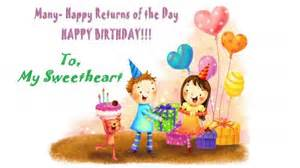 Many- Happy Returns of the Day
HAPPY BIRTHDAY!!!
To,
My Sweetheart